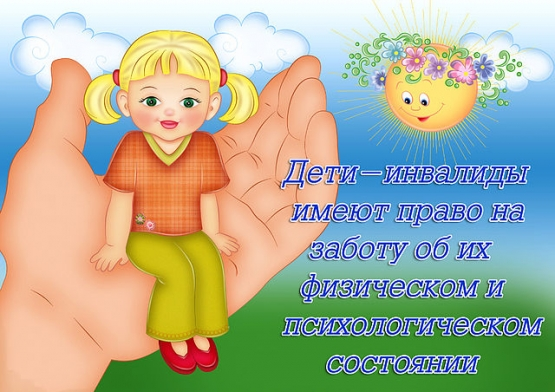 Дети—инвалиды
имеют право на
заботу об их
физическом и
психологическом
состоянии